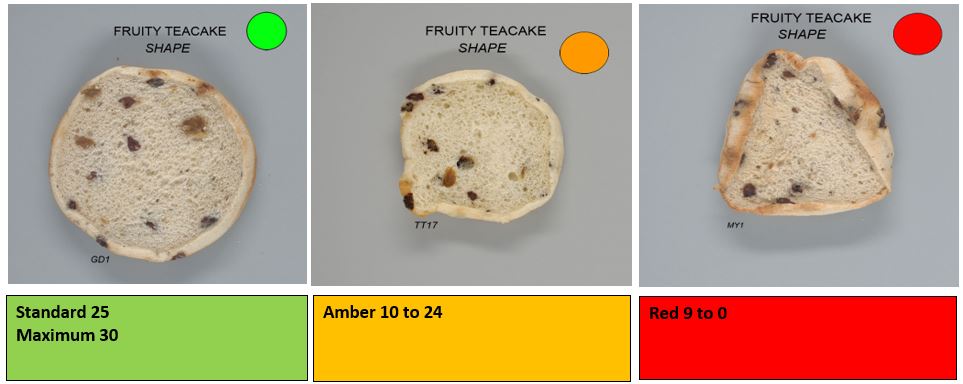 FRUITY TEACAKE
SHAPE
GD1
FRUITY TEACAKE
SHAPE
TT17
FRUITY TEACAKE
SHAPE
MY1
Standard 25
Maximum 30
Amber 10 to 24
Red 9 to 0